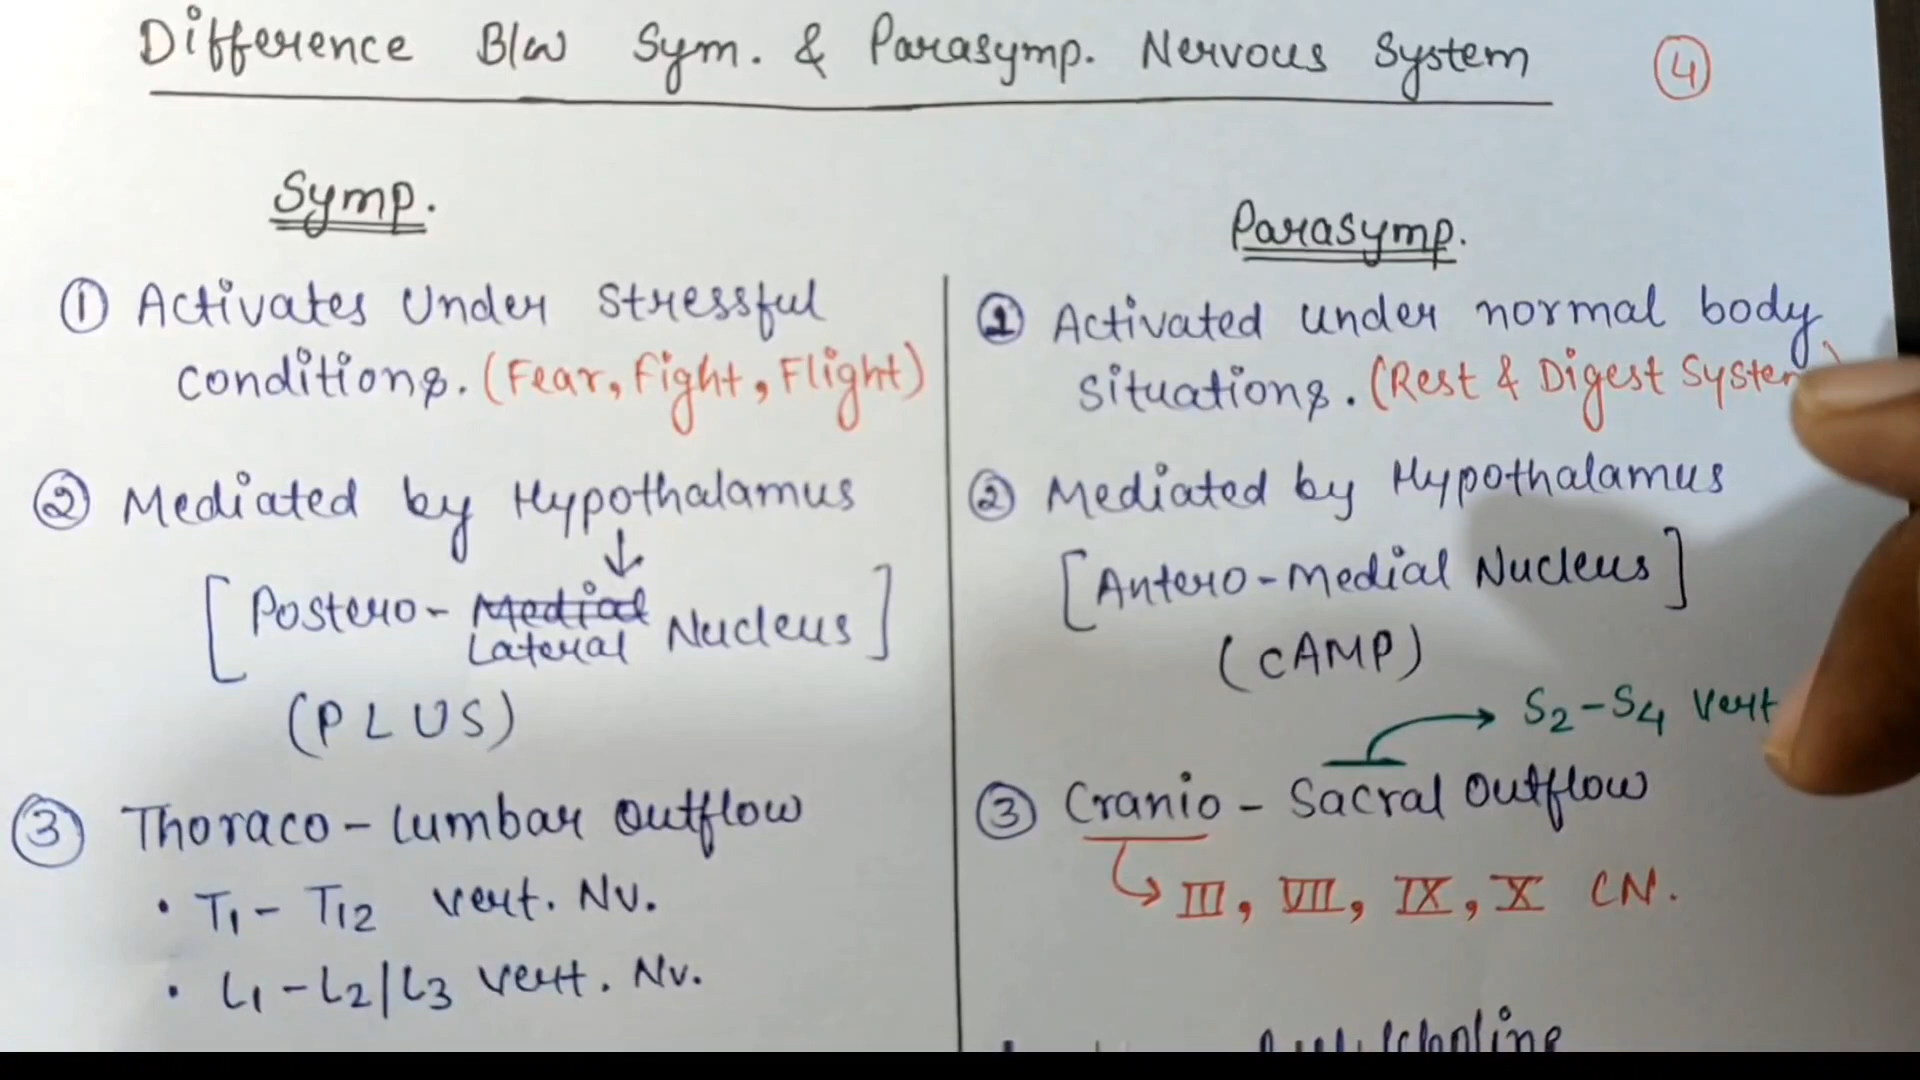 Difference B/w Sym. & Parasymp. Nervous System
4
Symp.
① Activates Under Stressful
conditions. (Fear, Fight, Flight)
② Mediated by Hypothalamus
↓
[Postero- Medial Nucleus]
Lateral
(PLUS)
③ Thoraco - lumbar outflow
• T1 - T12 vert. Nv.
• L1 - L2/L3 vert. Nv.
Parasymp.
① Activated under normal body
situations. (Rest & Digest System)
② Mediated by Hypothalamus
[Antero-Medial Nucleus]
(CAMP)
→ S2-S4 Vert
③ Cranio - Sacral Outflow
→ III, VII, IX, X CN.